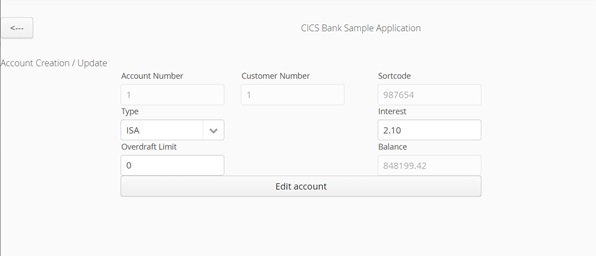 <---
CICS Bank Sample Application
Account Creation / Update
Account Number Customer Number Sortcode
1 1 987654
Type Interest
ISA 2.10
Overdraft Limit Balance
0 848199.42
Edit account